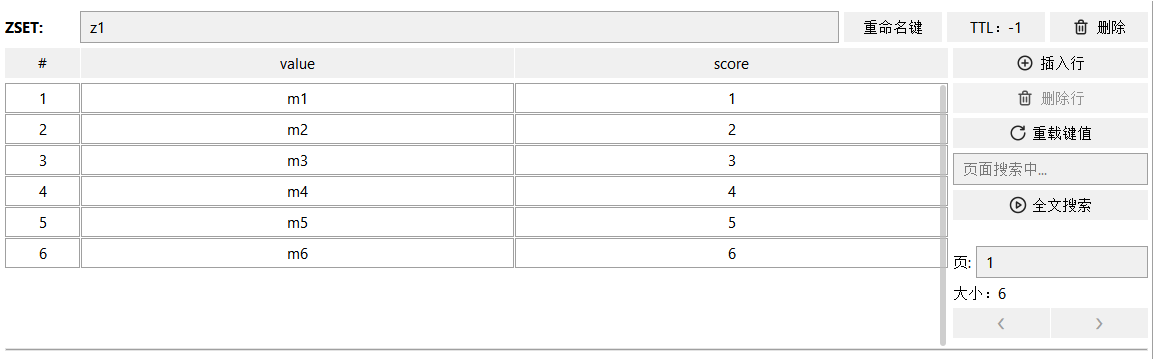 ZSET: z1 重命名键 TTL：-1 删除
# value score 插入行
1 m1 1 删除行
2 m2 2 重载键值
3 m3 3 页面搜索中...
4 m4 4 全文搜索
5 m5 5
6 m6 6
页: 1
大小：6